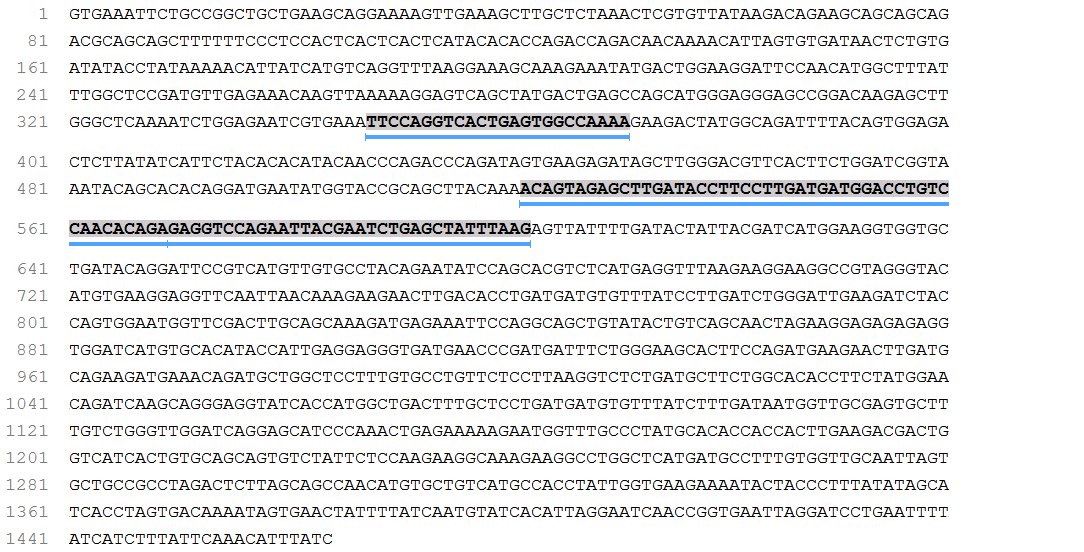 1 GTGAAATTCTGCCGGCTGCTGAAGCAGGAAAAGTTGAAAGCTTGCTCTAAACTCGTGTTATAAGACAGAAGCAGCAGCAG
81 ACGCAGCAGCTTTTTTCCCTCCACTCACTCACTCATACACACCAGACCAGACAACAAAACATTAGTGTGATAACTCTGTG
161 ATATACCTATAAAAACATTATCATGTCAGGTTTAAGGAAAGCAAAGAAATATGACTGGAAGGATTCCAACATGGCTTTAT
241 TTGGCTCCGATGTTGAGAAACAAGTTAAAAAGGAGTCAGCTATGACTGAGCCAGCATGGGAGGGAGCCGGACAAGAGCTT
321 GGGCTCAAAATCTGGAGAATCGTGAAATTCCAGGTCACTGAGTGGCCAAAAGAAGACTATGGCAGATTTTACAGTGGAGA
401 CTCTTATATCATTCTACACACATACAACCCAGACCCAGATAGTGAAGAGATAGCTTGGGACGTTCACTTCTGGATCGGTA
481 AATACAGCACACAGGATGAATATGGTACCGCAGCTTACAAAACAGTAGAGCTTGATACCTTCCTTGATGATGGACCTGTC
561 CAACACAGAGAGGTCCAGAATTACGAATCTGAGCTATTTAAGAGTTATTTTGATACTATTACGATCATGGAAGGTGGTGC
641 TGATACAGGATTCCGTCATGTTGTGCCTACAGAATATCCAGCACGTCTCATGAGGTTTAAGAAGGAAGGCCGTAGGGTAC
721 ATGTGAAGGAGGTTCAATTAACAAAGAAGAACTTGACACCTGATGATGTGTTTATCCTTGATCTGGGATTGAAGATCTAC
801 CAGTGGAATGGTTCGACTTGCAGCAAAGATGAGAAATTCCAGGCAGCTGTATACTGTCAGCAACTAGAAGGAGAGAGAGG
881 TGGATCATGTGCACATACCATTGAGGAGGGTGATGAACCCGATGATTTCTGGGAAGCACTTCCAGATGAAGAACTTGATG
961 CAGAAGATGAAACAGATGCTGGCTCCTTTGTGCCTGTTCTCCTTAAGGTCTCTGATGCTTCTGGCACACCTTCTATGGAA
1041 CAGATCAAGCAGGGAGGTATCACCATGGCTGACTTTGCTCCTGATGATGTGTTTATCTTTGATAATGGTTGCGAGTGCTT
1121 TGTCTGGGTTGGATCAGGAGCATCCCAAACTGAGAAAAAGAATGGTTTGCCCTATGCACACCACCACTTGAAGACGACTG
1201 GTCATCACTGTGCAGCAGTGTCTATTCTCCAAGAAGGCAAAGAAGGCCTGGCTCATGATGCCTTTGTGGTTGCAATTAGT
1281 GCTGCCGCCTAGACTCTTAGCAGCCAACATGTGCTGTCATGCCACCTATTGGTGAAGAAAATACTACCCTTTATATAGCA
1361 TCACCTAGTGACAAAATAGTGAACTATTTTATCAATGTATCACATTAGGAATCAACCGGTGAATTAGGATCCTGAATTTT
1441 ATCATCTTTATTCAAACATTTATC